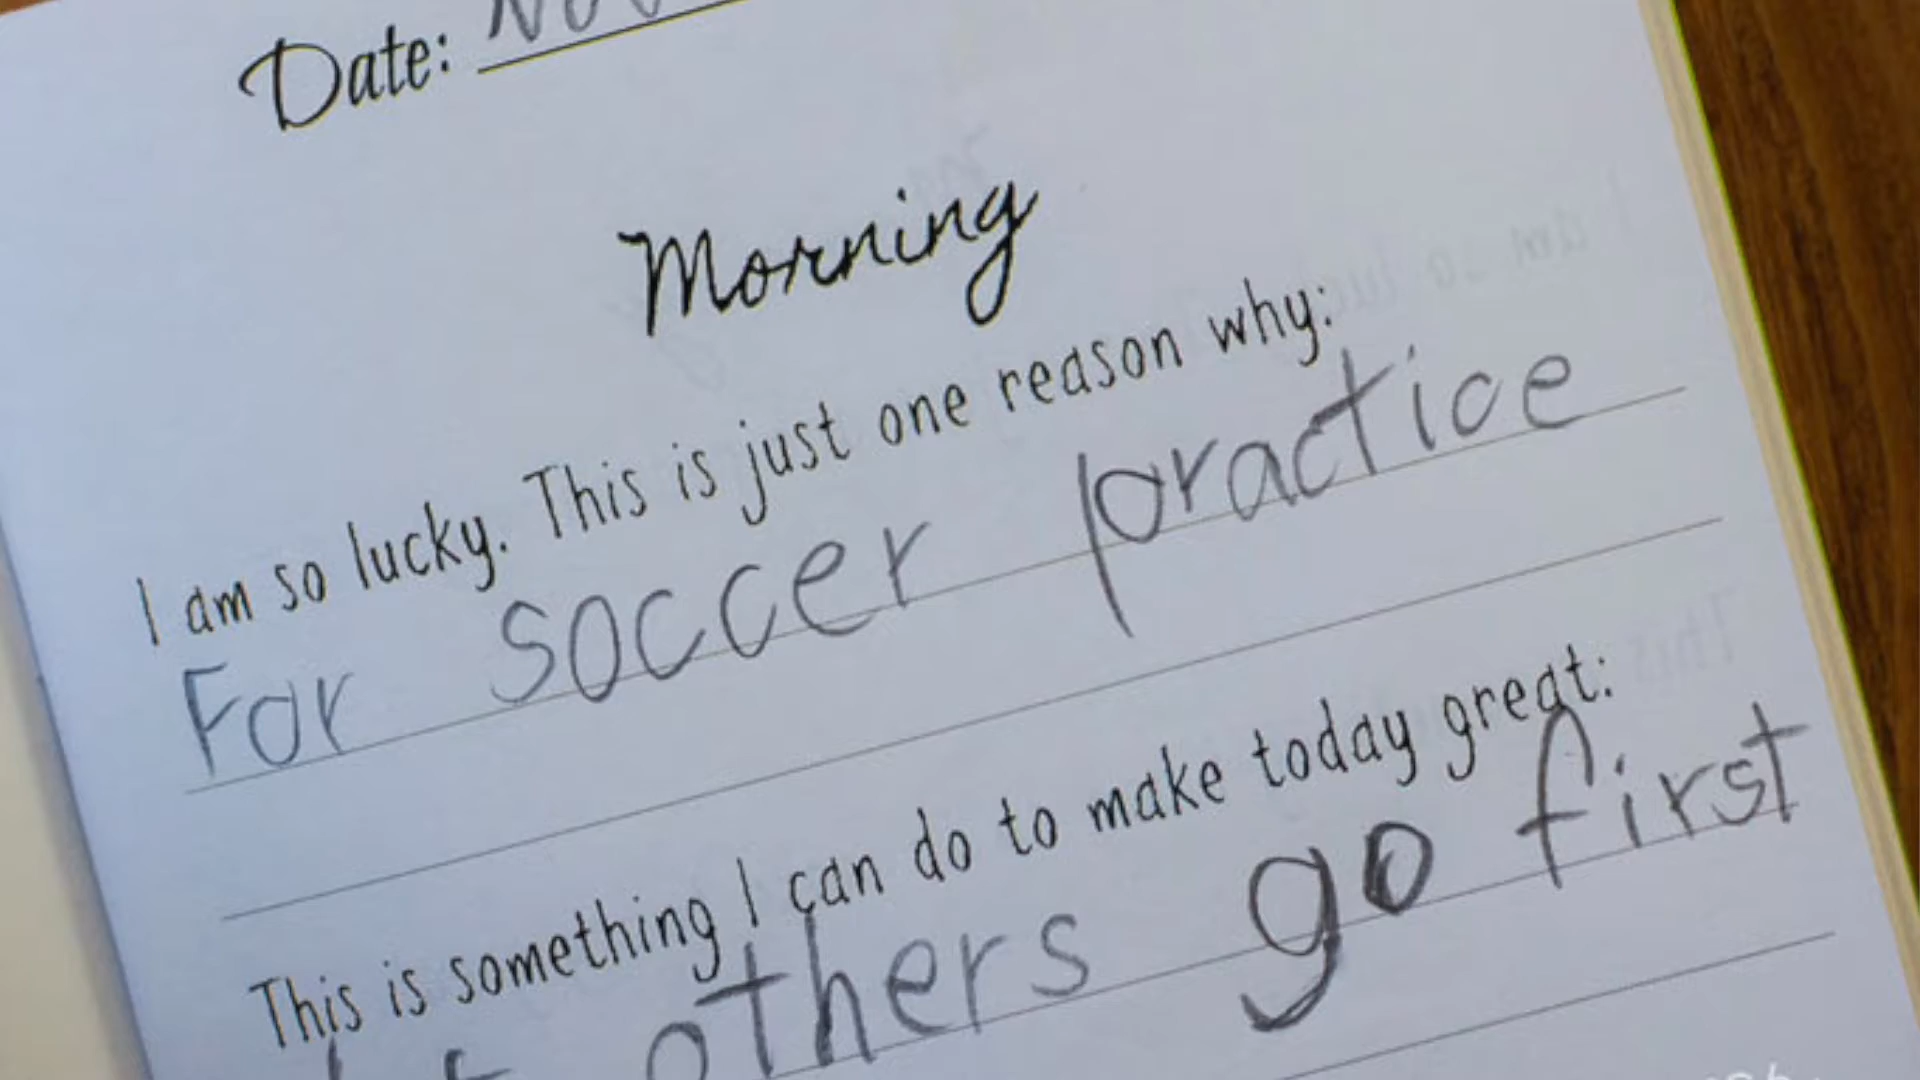 Date: Nov
Morning
I am so lucky. This is just one reason why:
For soccer practice
This is something I can do to make today great:
others go first